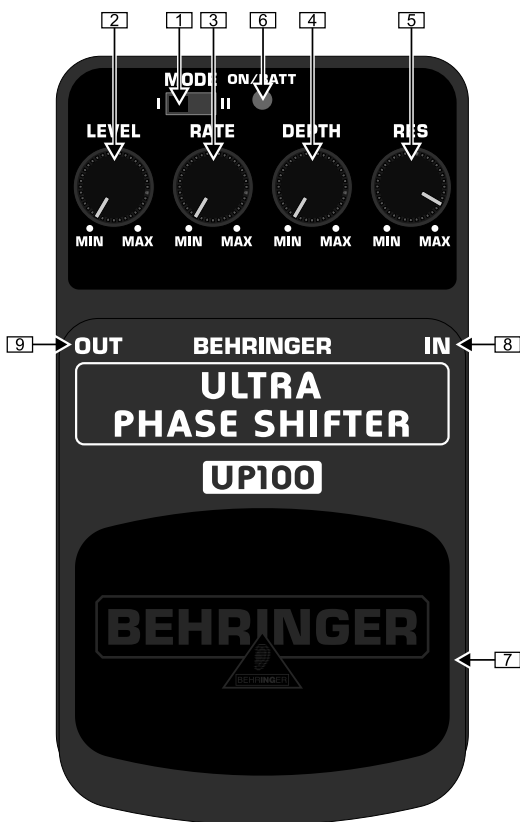 2 1 3 6 4 5
MODE ON/BATT
I II
LEVEL RATE DEPTH RES
MIN MAX MIN MAX MIN MAX MIN MAX
9 OUT BEHRINGER IN 8
ULTRA
PHASE SHIFTER
UP100
BEHRINGER
7
BEHRINGER